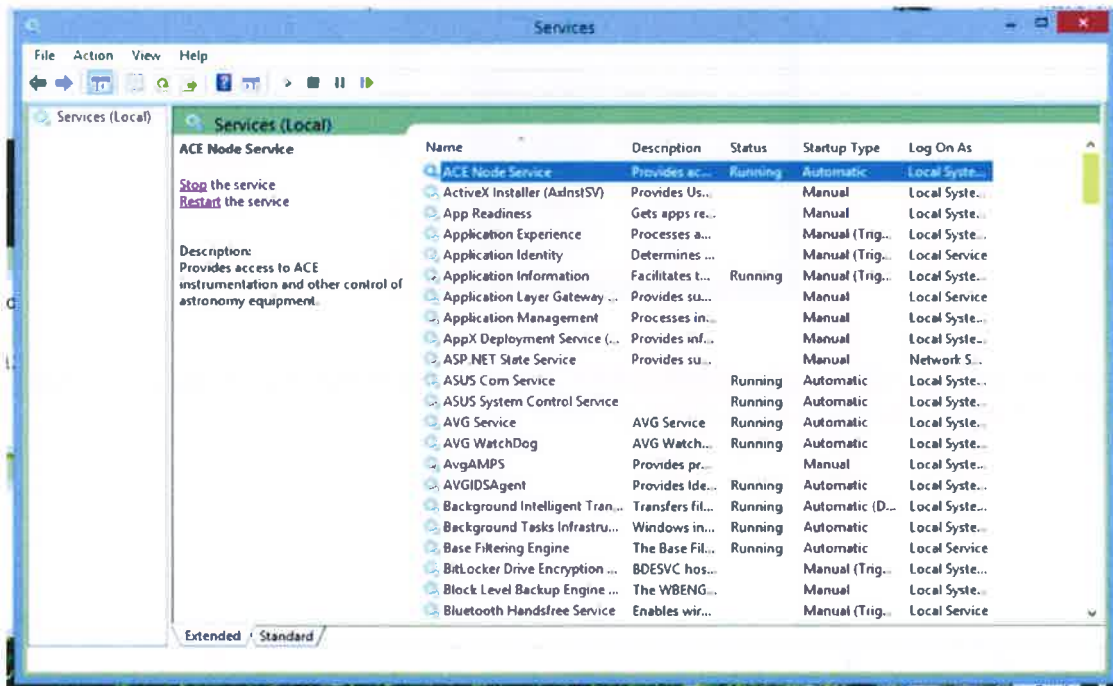 Services
File Action View Help
Services (Local)
Services (Local)
ACE Node Service
Stop the service
Restart the service
Description:
Provides access to ACE
instrumentation and other control of
astronomy equipment.
Name Description Status Startup Type Log On As
ACE Node Service Provides ac... Running Automatic Local Syste...
ActiveX Installer (AxInstSV) Provides Us... Manual Local Syste...
App Readiness Gets apps re... Manual Local Syste...
Application Experience Processes a... Manual (Trig... Local Syste...
Application Identity Determines ... Manual (Trig... Local Service
Application Information Facilitates t... Running Manual (Trig... Local Syste...
Application Layer Gateway ... Provides su... Manual Local Service
Application Management Processes in... Manual Local Syste...
AppX Deployment Service (... Provides inf... Manual Local Syste...
ASP.NET State Service Provides su... Manual Network S...
ASUS Com Service Running Automatic Local Syste...
ASUS System Control Service Running Automatic Local Syste...
AVG Service AVG Service Running Automatic Local Syste...
AVG WatchDog AVG Watch... Running Automatic Local Syste...
AvgAMPS Provides pr... Manual Local Syste...
AVGIDSAgent Provides Ide... Running Automatic Local Syste...
Background Intelligent Tran... Transfers fil... Running Automatic (D... Local Syste...
Background Tasks Infrastru... Windows in... Running Automatic Local Syste...
Base Filtering Engine The Base Fil... Running Automatic Local Service
BitLocker Drive Encryption ... BDESVC hos... Manual (Trig... Local Syste...
Block Level Backup Engine ... The WBENG... Manual Local Syste...
Bluetooth Handsfree Service Enables wir... Manual (Trig... Local Service
Extended Standard